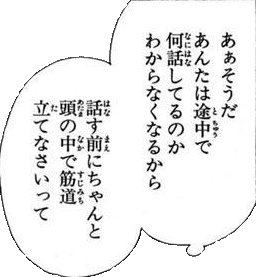 あぁそうだ
あんたは途中で
何話してるのか
わからなくなるから
話す前にちゃんと
頭の中で筋道
立てなさいって